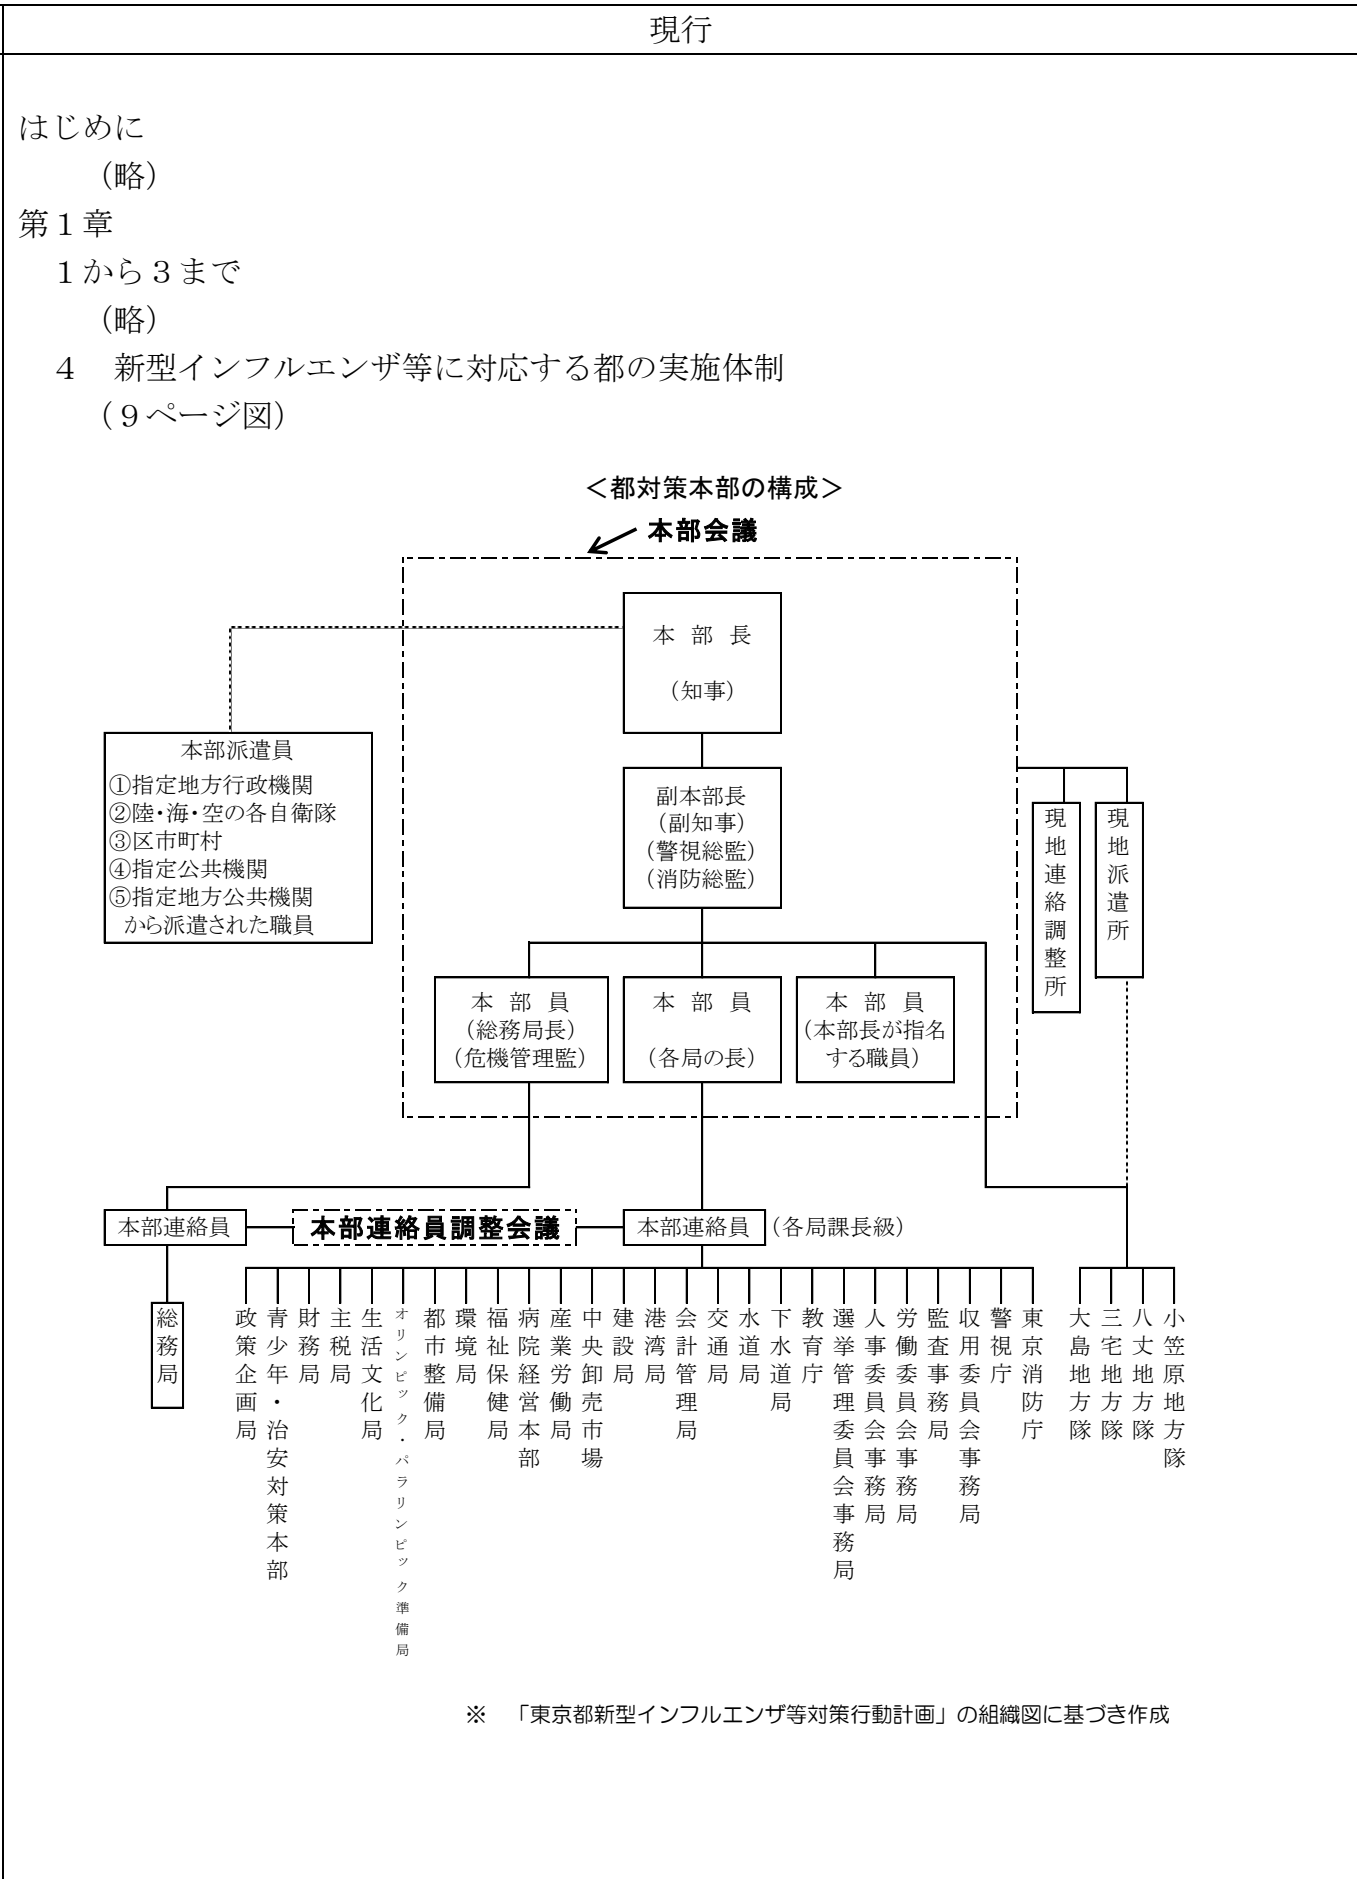 現行
はじめに
（略）
第１章
１から３まで
（略）
４　新型インフルエンザ等に対応する都の実施体制
（９ページ図）
＜都対策本部の構成＞
本部会議
本 部 長
（知事）
本部派遣員
①指定地方行政機関
②陸・海・空の各自衛隊
③区市町村
④指定公共機関
⑤指定地方公共機関
から派遣された職員
副本部長
（副知事）
（警視総監）
（消防総監）
現地連絡調整所
現地派遣所
本 部 員
（総務局長）
（危機管理監）
本 部 員
（各局の長）
本 部 員
（本部長が指名
する職員）
本部連絡員
本部連絡員調整会議
本部連絡員
（各局課長級）
総務局
政策企画局
青少年・治安対策本部
財務局
主税局
生活文化局
オリンピック・パラリンピック準備局
都市整備局
環境局
福祉保健局
病院経営本部
産業労働局
中央卸売市場
建設局
港湾局
会計管理局
交通局
水道局
下水道局
教育庁
選挙管理委員会事務局
人事委員会事務局
労働委員会事務局
監査事務局
収用委員会事務局
警視庁
東京消防庁
大島地方隊
三宅地方隊
八丈地方隊
小笠原地方隊
※　「東京都新型インフルエンザ等対策行動計画」の組織図に基づき作成